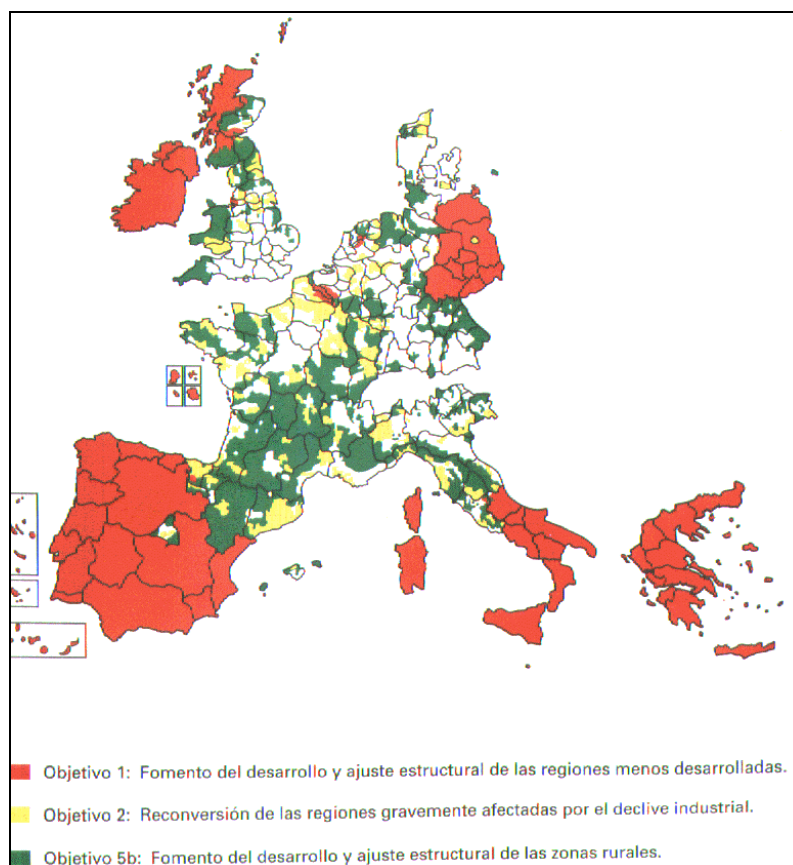 Objetivo 1: Fomento del desarrollo y ajuste estructural de las regiones menos desarrolladas.
Objetivo 2: Reconversión de las regiones gravemente afectadas por el declive industrial.
Objetivo 5b: Fomento del desarrollo y ajuste estructural de las zonas rurales.